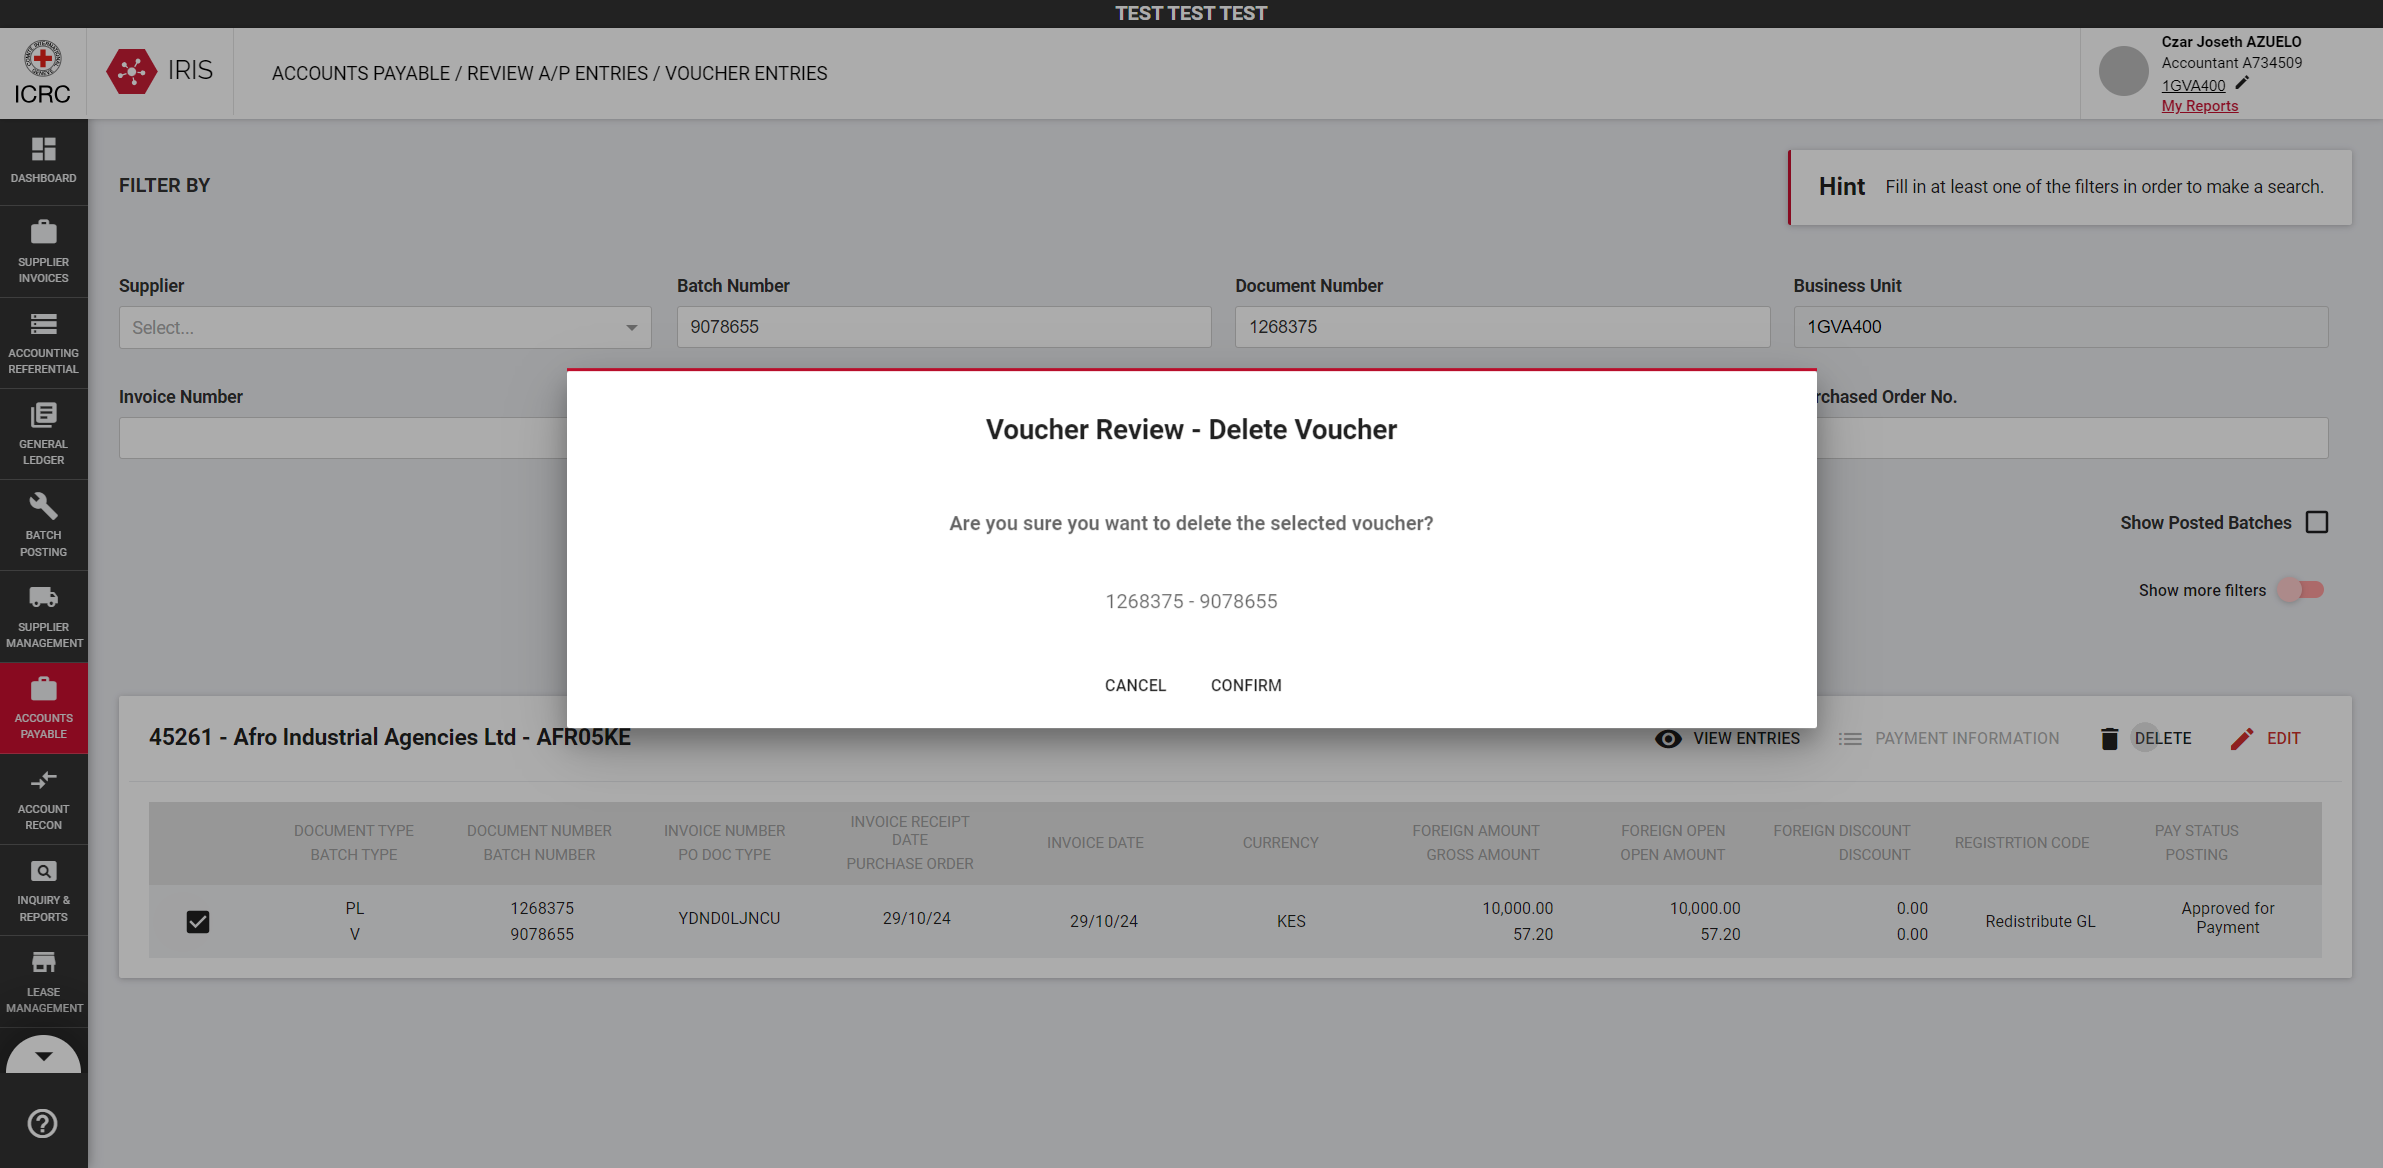 TEST TEST TEST
ICRC
IRIS
ACCOUNTS PAYABLE / REVIEW A/P ENTRIES / VOUCHER ENTRIES
Czar Joseth AZUELO
Accountant A734509
1GVA400
My Reports
DASHBOARD
SUPPLIER
INVOICES
ACCOUNTING
REFERENTIAL
GENERAL
LEDGER
BATCH
POSTING
SUPPLIER
MANAGEMENT
ACCOUNTS
PAYABLE
ACCOUNT
RECON
INQUIRY &
REPORTS
LEASE
MANAGEMENT
FILTER BY
Hint Fill in at least one of the filters in order to make a search.
Supplier
Select...
Batch Number
9078655
Document Number
1268375
Business Unit
1GVA400
Invoice Number
rchased Order No.
Show Posted Batches
Show more filters
Voucher Review - Delete Voucher
Are you sure you want to delete the selected voucher?
1268375 - 9078655
CANCEL CONFIRM
45261 - Afro Industrial Agencies Ltd - AFR05KE
VIEW ENTRIES PAYMENT INFORMATION DELETE EDIT
DOCUMENT TYPE
BATCH TYPE
DOCUMENT NUMBER
BATCH NUMBER
INVOICE NUMBER
PO DOC TYPE
INVOICE RECEIPT
DATE
PURCHASE ORDER
INVOICE DATE
CURRENCY
FOREIGN AMOUNT
GROSS AMOUNT
FOREIGN OPEN
OPEN AMOUNT
FOREIGN DISCOUNT
DISCOUNT
REGISTRTION CODE
PAY STATUS
POSTING
PL
V
1268375
9078655
YDND0LJNCU
29/10/24
29/10/24
KES
10,000.00
57.20
10,000.00
57.20
0.00
0.00
Redistribute GL
Approved for
Payment